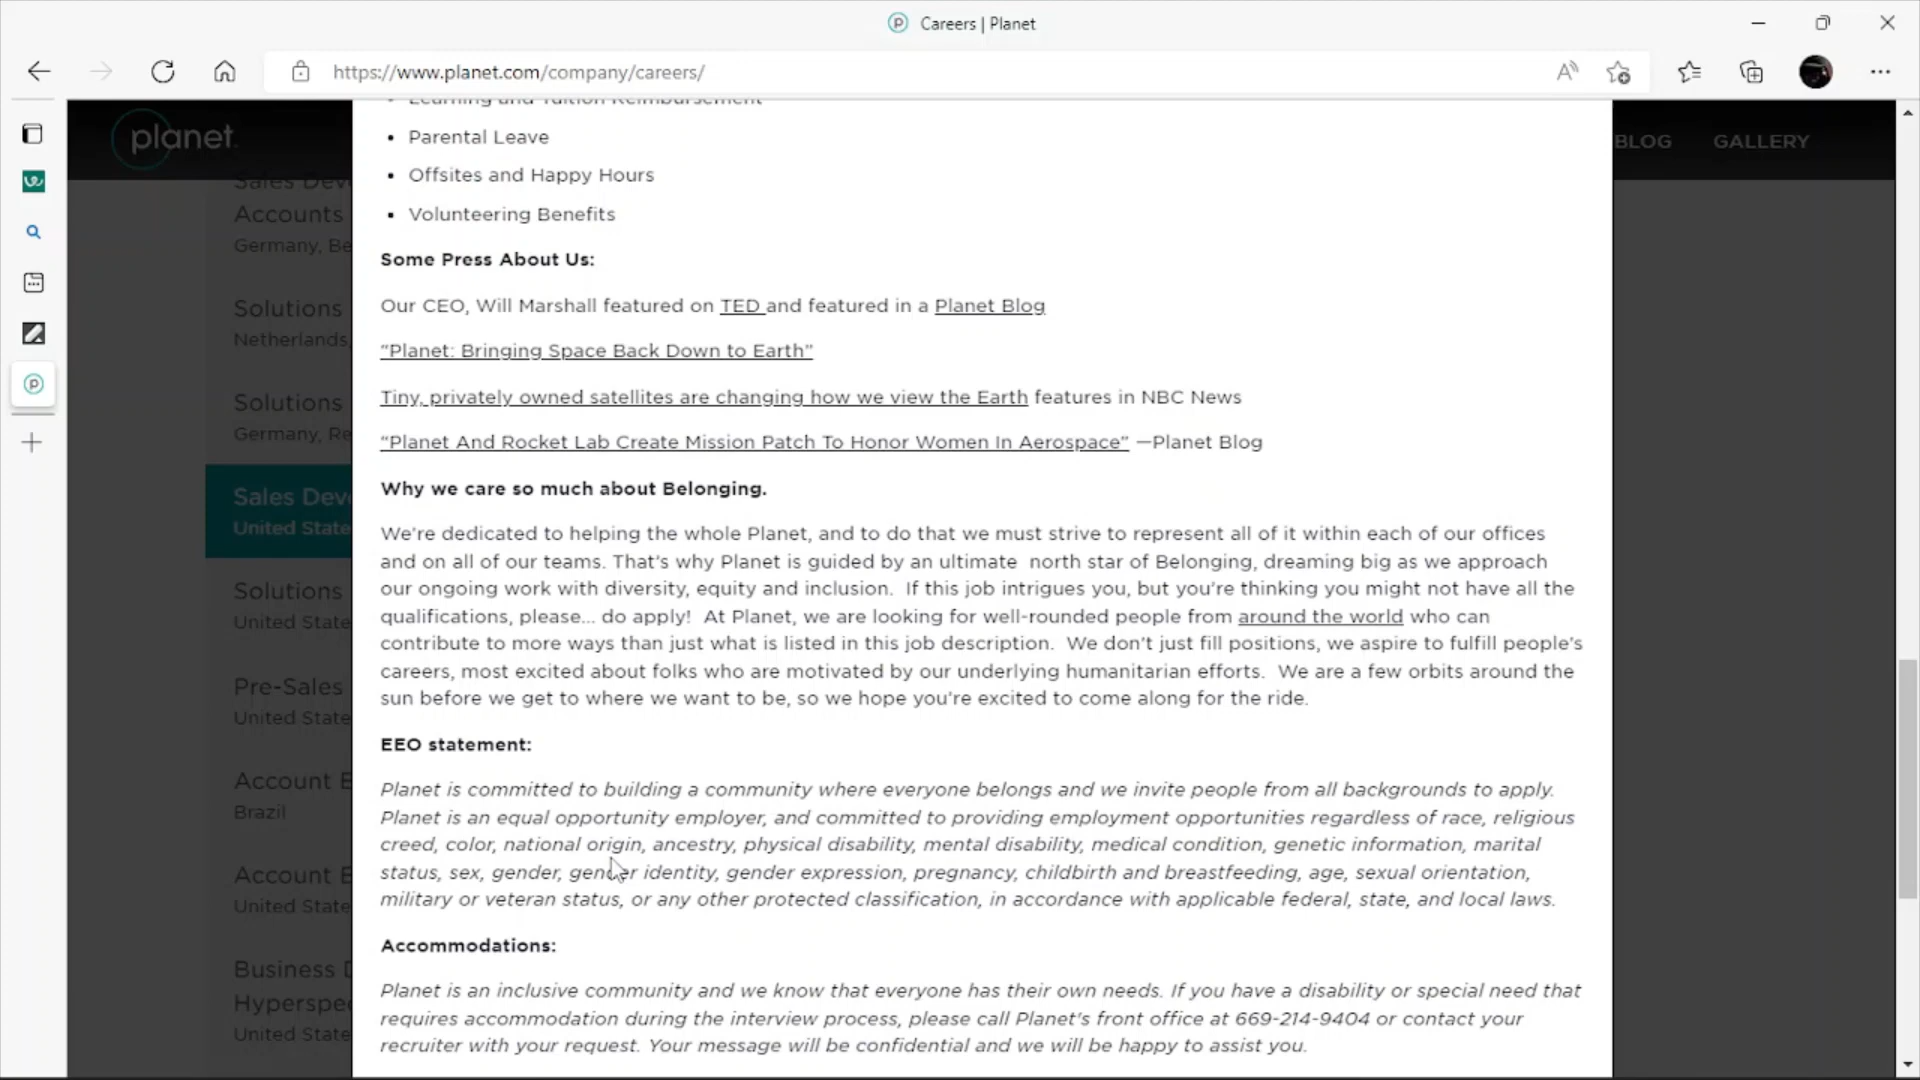 Careers | Planet
https://www.planet.com/company/careers/
planet.
BLOG
GALLERY
Learning and Tuition Reimbursement
• Parental Leave
• Offsites and Happy Hours
• Volunteering Benefits
Some Press About Us:
Our CEO, Will Marshall featured on TED and featured in a Planet Blog
“Planet: Bringing Space Back Down to Earth”
Tiny, privately owned satellites are changing how we view the Earth features in NBC News
“Planet And Rocket Lab Create Mission Patch To Honor Women In Aerospace” —Planet Blog
Why we care so much about Belonging.
We’re dedicated to helping the whole Planet, and to do that we must strive to represent all of it within each of our offices
and on all of our teams. That’s why Planet is guided by an ultimate  north star of Belonging, dreaming big as we approach
our ongoing work with diversity, equity and inclusion.  If this job intrigues you, but you’re thinking you might not have all the
qualifications, please... do apply!  At Planet, we are looking for well-rounded people from around the world who can
contribute to more ways than just what is listed in this job description.  We don’t just fill positions, we aspire to fulfill people’s
careers, most excited about folks who are motivated by our underlying humanitarian efforts.  We are a few orbits around the
sun before we get to where we want to be, so we hope you’re excited to come along for the ride.
EEO statement:
Planet is committed to building a community where everyone belongs and we invite people from all backgrounds to apply.
Planet is an equal opportunity employer, and committed to providing employment opportunities regardless of race, religious
creed, color, national origin, ancestry, physical disability, mental disability, medical condition, genetic information, marital
status, sex, gender, gender identity, gender expression, pregnancy, childbirth and breastfeeding, age, sexual orientation,
military or veteran status, or any other protected classification, in accordance with applicable federal, state, and local laws.
Accommodations:
Planet is an inclusive community and we know that everyone has their own needs. If you have a disability or special need that
requires accommodation during the interview process, please call Planet's front office at 669-214-9404 or contact your
recruiter with your request. Your message will be confidential and we will be happy to assist you.
Sales Deve
Accounts
Germany, Be
Solutions
Netherlands,
Solutions
Germany, Re
Sales Dev
United State
Solutions
United State
Pre-Sales
United State
Account E
Brazil
Account E
United State
Business D
Hyperspe
United State